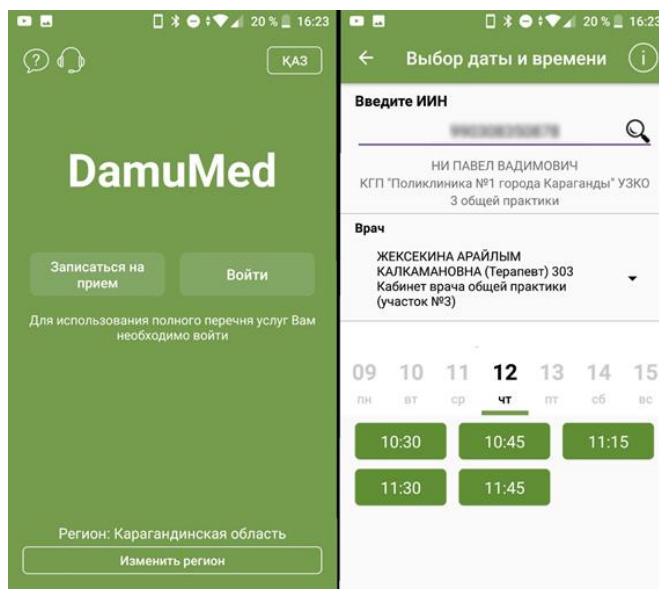 20 % 16:23
ҚАЗ
DamuMed
Записаться на
прием
Войти
Для использования полного перечня услуг Вам
необходимо войти
Регион: Карагандинская область
Изменить регион
20 % 16:23
Выбор даты и времени
Введите ИИН
НИ ПАВЕЛ ВАДИМОВИЧ
КГП "Поликлиника №1 города Караганды" УЗКО
3 общей практики
Врач
ЖЕКСЕКИНА АРАЙЛЫМ
КАЛКАМАНОВНА (Терапевт) 303
Кабинет врача общей практики
(участок №3)
09 10 11 12 13 14 15
пн вт ср чт пт сб вс
10:30 10:45 11:15
11:30 11:45